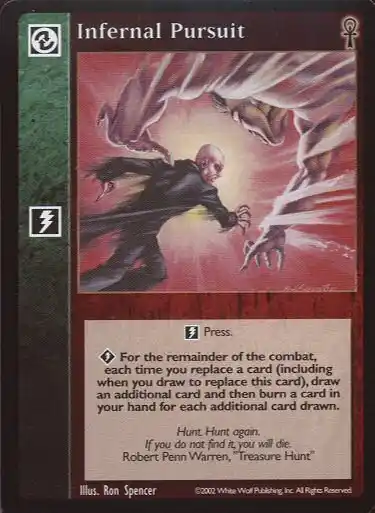 Infernal Pursuit
Press.
For the remainder of the combat,
each time you replace a card (including
when you draw to replace this card), draw
an additional card and then burn a card in
your hand for each additional card drawn.
Hunt. Hunt again.
If you do not find it, you will die.
Robert Penn Warren, "Treasure Hunt"
Illus. Ron Spencer
©2002 White Wolf Publishing, Inc. All Rights Reserved.